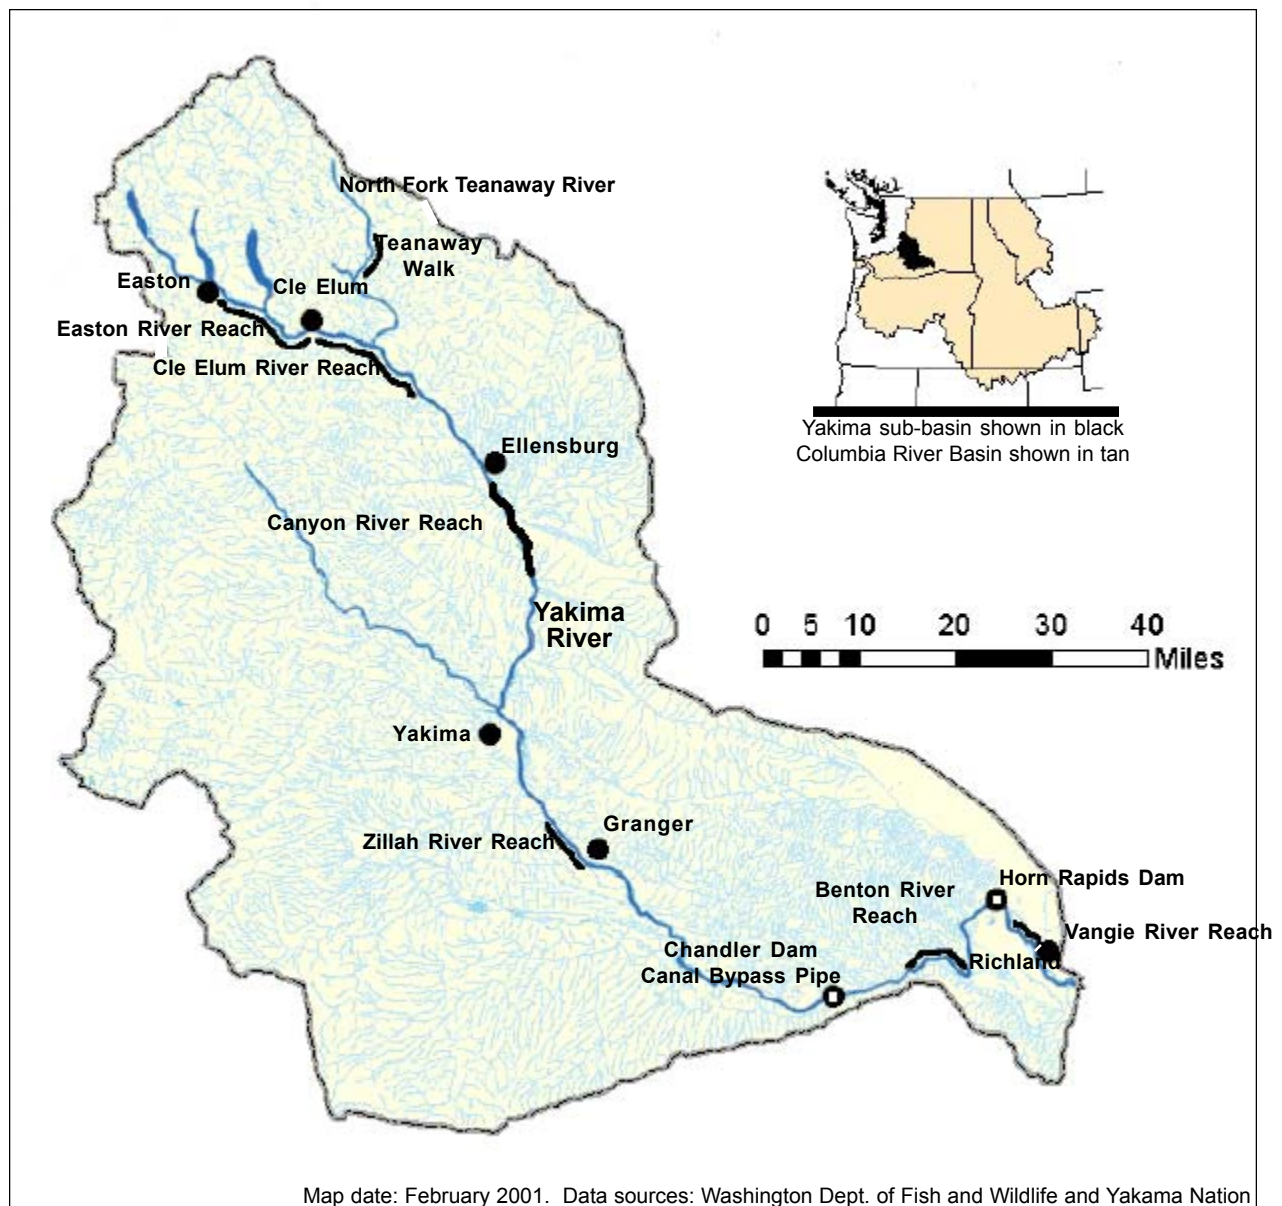 North Fork Teanaway River
Teanaway
Walk
Easton
Cle Elum
Easton River Reach
Cle Elum River Reach
Yakima sub-basin shown in black
Columbia River Basin shown in tan
Ellensburg
Canyon River Reach
Yakima
River
0 5 10 20 30 40
Miles
Yakima
Granger
Zillah River Reach
Horn Rapids Dam
Benton River
Reach
Vangie River Reach
Richland
Chandler Dam
Canal Bypass Pipe
Map date: February 2001. Data sources: Washington Dept. of Fish and Wildlife and Yakama Nation